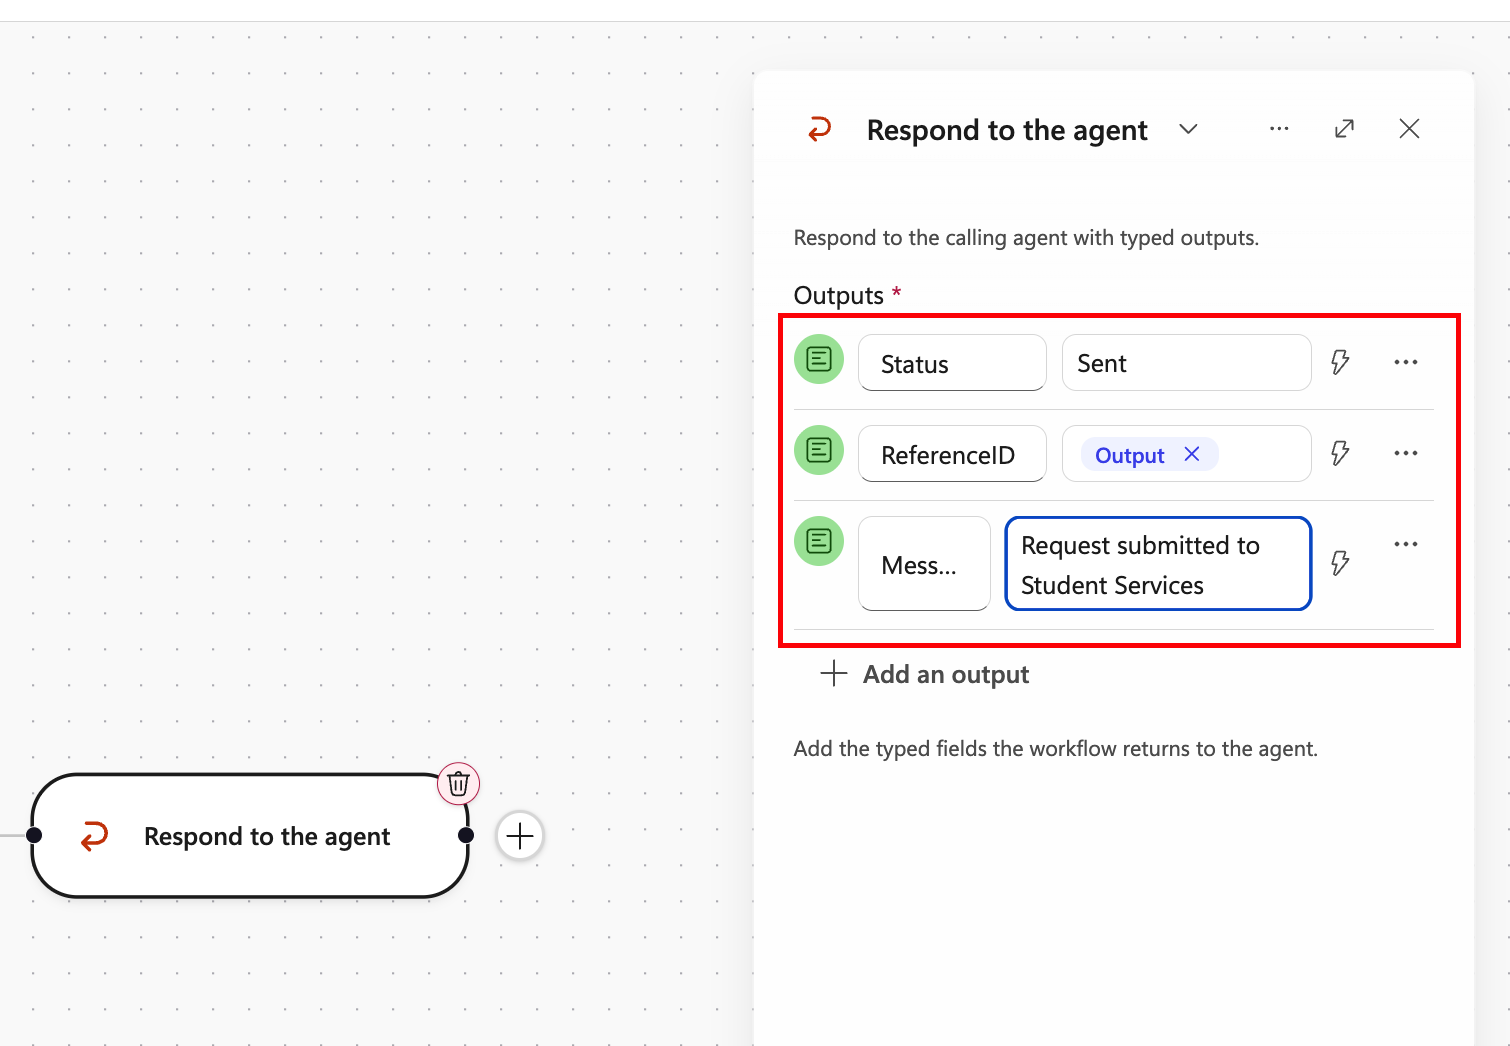 Respond to the agent
Respond to the calling agent with typed outputs.
Outputs *
Status
Sent
ReferenceID
Output
Mess...
Request submitted to
Student Services
Add an output
Add the typed fields the workflow returns to the agent.
Respond to the agent